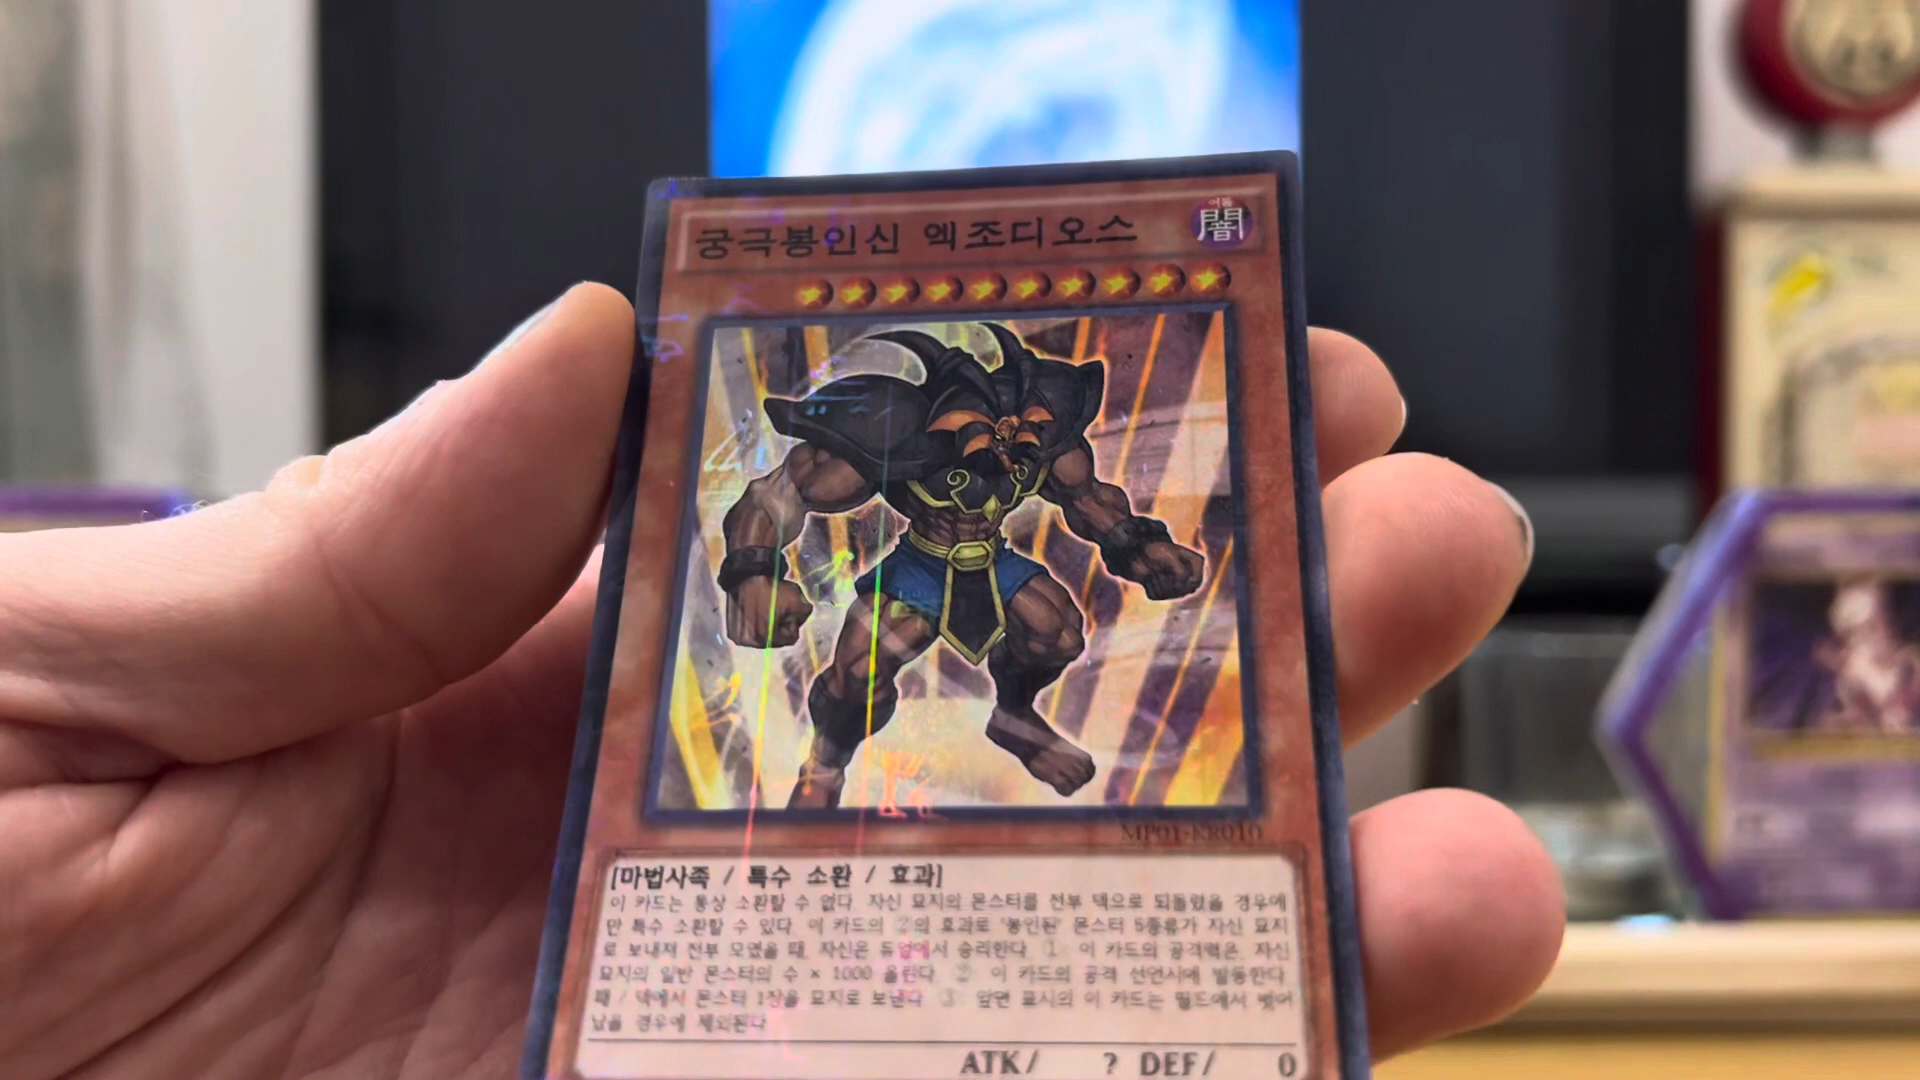 궁극봉인신 엑조디오스
어둠
闇
MP01-KR010
[마법사족 / 특수 소환 / 효과]
이 카드는 통상 소환할 수 없다. 자신 묘지의 몬스터를 전부 덱으로 되돌렸을 경우에
만 특수 소환할 수 있다. 이 카드의 ②의 효과로 "봉인된" 몬스터 5종류가 자신 묘지
로 보내져 전부 모였을 때, 자신은 듀얼에서 승리한다. ①: 이 카드의 공격력은, 자신
묘지의 일반 몬스터의 수 × 1000 올린다. ②: 이 카드의 공격 선언시에 발동한다.
패 / 덱에서 몬스터 1장을 묘지로 보낸다. ③: 앞면 표시의 이 카드는 필드에서 벗어
났을 경우에 제외된다.
ATK/ ? DEF/ 0